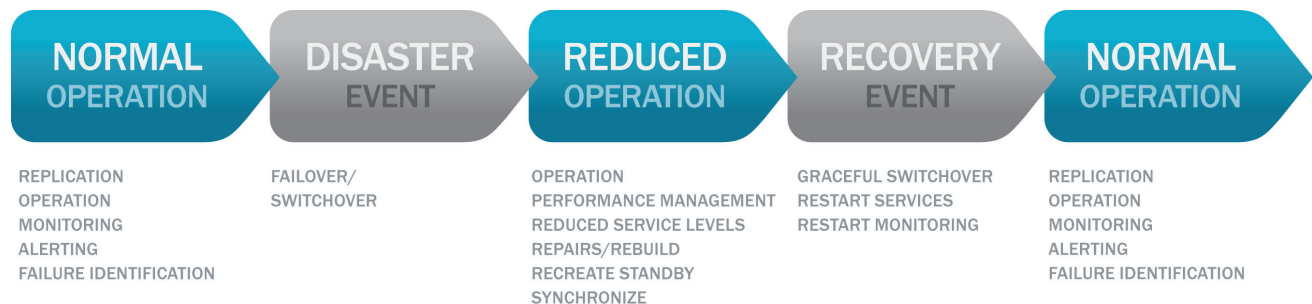 NORMAL
OPERATION
DISASTER
EVENT
REDUCED
OPERATION
RECOVERY
EVENT
NORMAL
OPERATION
REPLICATION
OPERATION
MONITORING
ALERTING
FAILURE IDENTIFICATION
FAILOVER/
SWITCHOVER
OPERATION
PERFORMANCE MANAGEMENT
REDUCED SERVICE LEVELS
REPAIRS/REBUILD
RECREATE STANDBY
SYNCHRONIZE
GRACEFUL SWITCHOVER
RESTART SERVICES
RESTART MONITORING
REPLICATION
OPERATION
MONITORING
ALERTING
FAILURE IDENTIFICATION